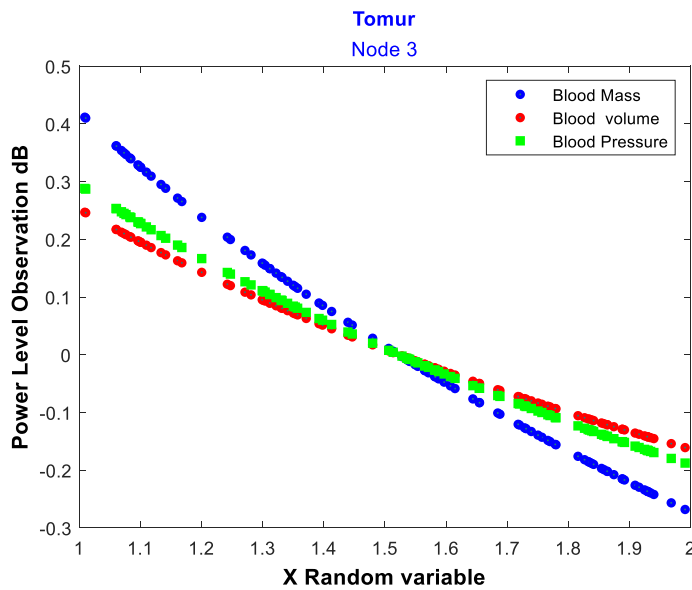 Tomur
Node 3
Blood Mass
Blood volume
Blood Pressure
Power Level Observation dB
0.5
0.4
0.3
0.2
0.1
0
-0.1
-0.2
-0.3
1 1.1 1.2 1.3 1.4 1.5 1.6 1.7 1.8 1.9 2
X Random variable